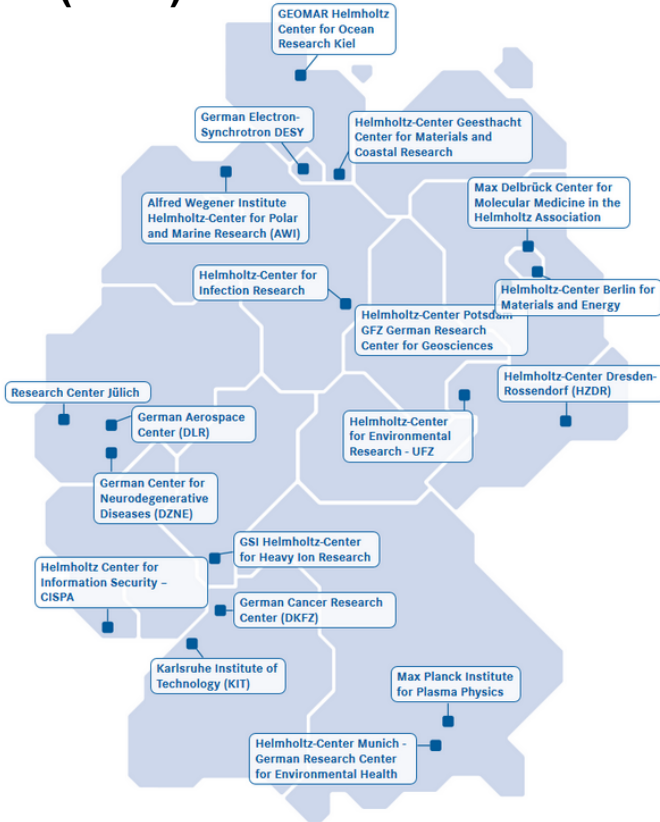 GEOMAR Helmholtz
Center for Ocean
Research Kiel
German Electron-
Synchrotron DESY
Helmholtz-Center Geesthacht
Center for Materials and
Coastal Research
Alfred Wegener Institute
Helmholtz-Center for Polar
and Marine Research (AWI)
Max Delbrück Center for
Molecular Medicine in the
Helmholtz Association
Helmholtz-Center for
Infection Research
Helmholtz-Center Berlin for
Materials and Energy
Helmholtz-Center Potsdam
GFZ German Research
Center for Geosciences
Research Center Jülich
German Aerospace
Center (DLR)
Helmholtz-Center Dresden-
Rossendorf (HZDR)
Helmholtz-Center
for Environmental
Research - UFZ
German Center for
Neurodegenerative
Diseases (DZNE)
GSI Helmholtz-Center
for Heavy Ion Research
Helmholtz Center for
Information Security –
CISPA
German Cancer Research
Center (DKFZ)
Karlsruhe Institute of
Technology (KIT)
Max Planck Institute
for Plasma Physics
Helmholtz-Center Munich -
German Research Center
for Environmental Health